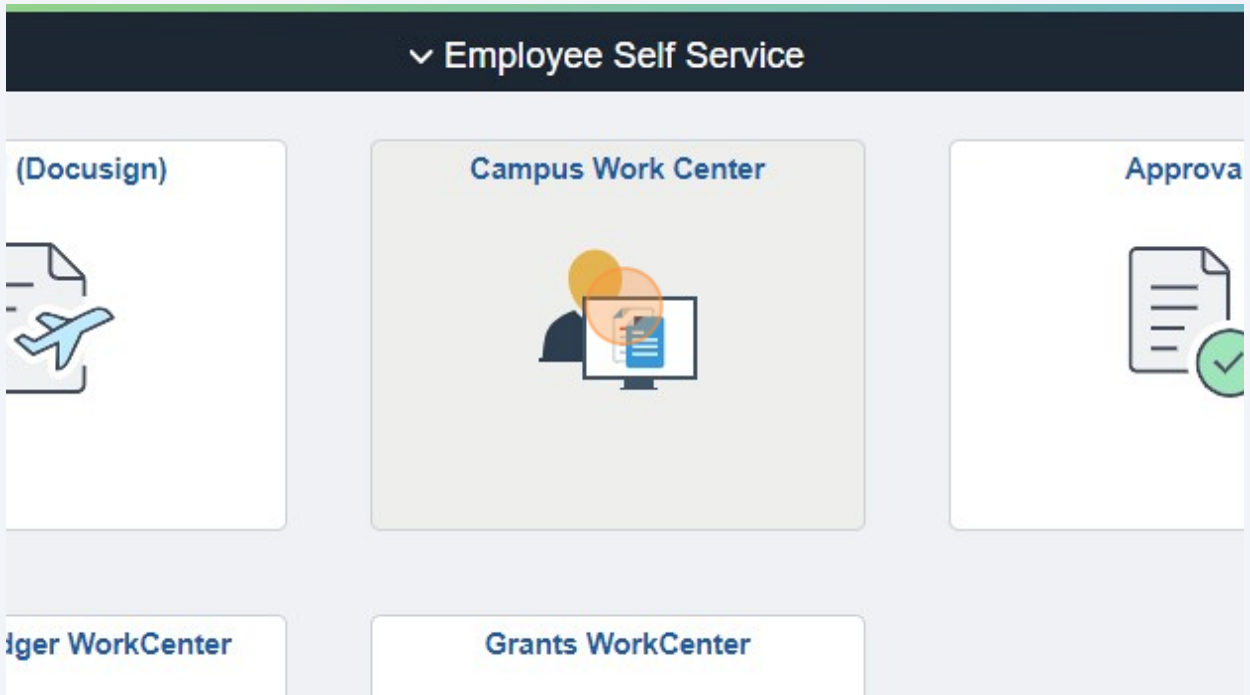 Employee Self Service
(Docusign)
Campus Work Center
Approva
dger WorkCenter
Grants WorkCenter